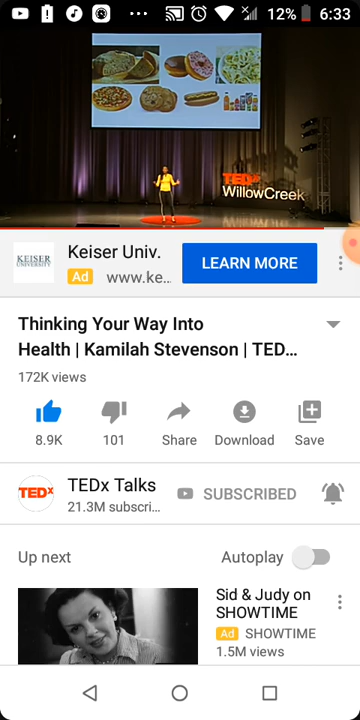 12% 6:33
TEDx
WillowCreek
KEISER
UNIVERSITY
Keiser Univ.
Ad www.ke...
LEARN MORE
Thinking Your Way Into
Health | Kamilah Stevenson | TED...
172K views
8.9K 101 Share Download Save
TEDx
TEDx Talks
21.3M subscri...
SUBSCRIBED
Up next Autoplay
Sid & Judy on
SHOWTIME
Ad SHOWTIME
1.5M views